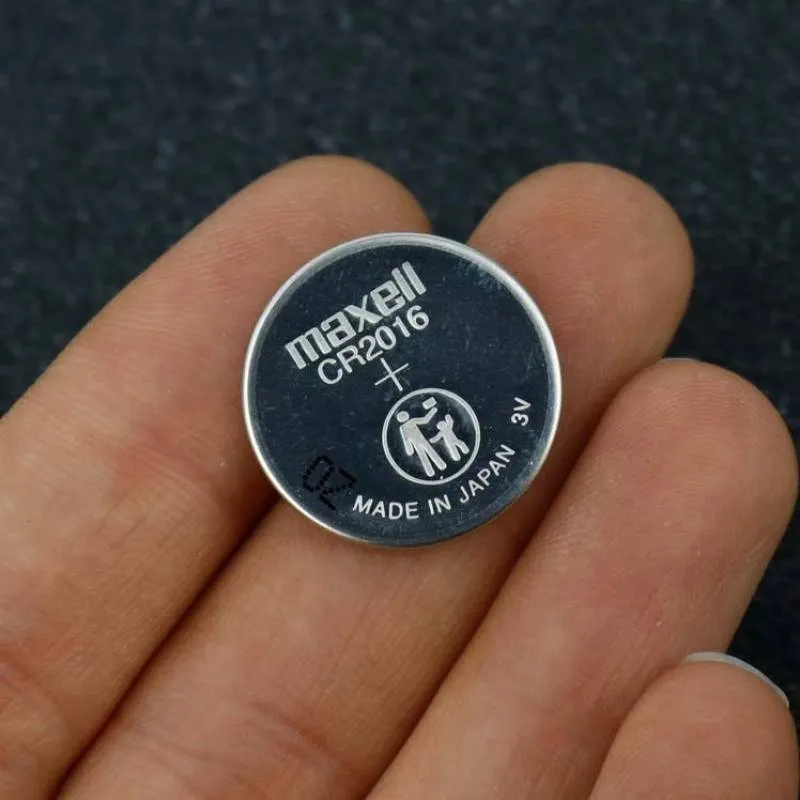 maxell
CR2016
+
3V
MADE IN JAPAN
0Z